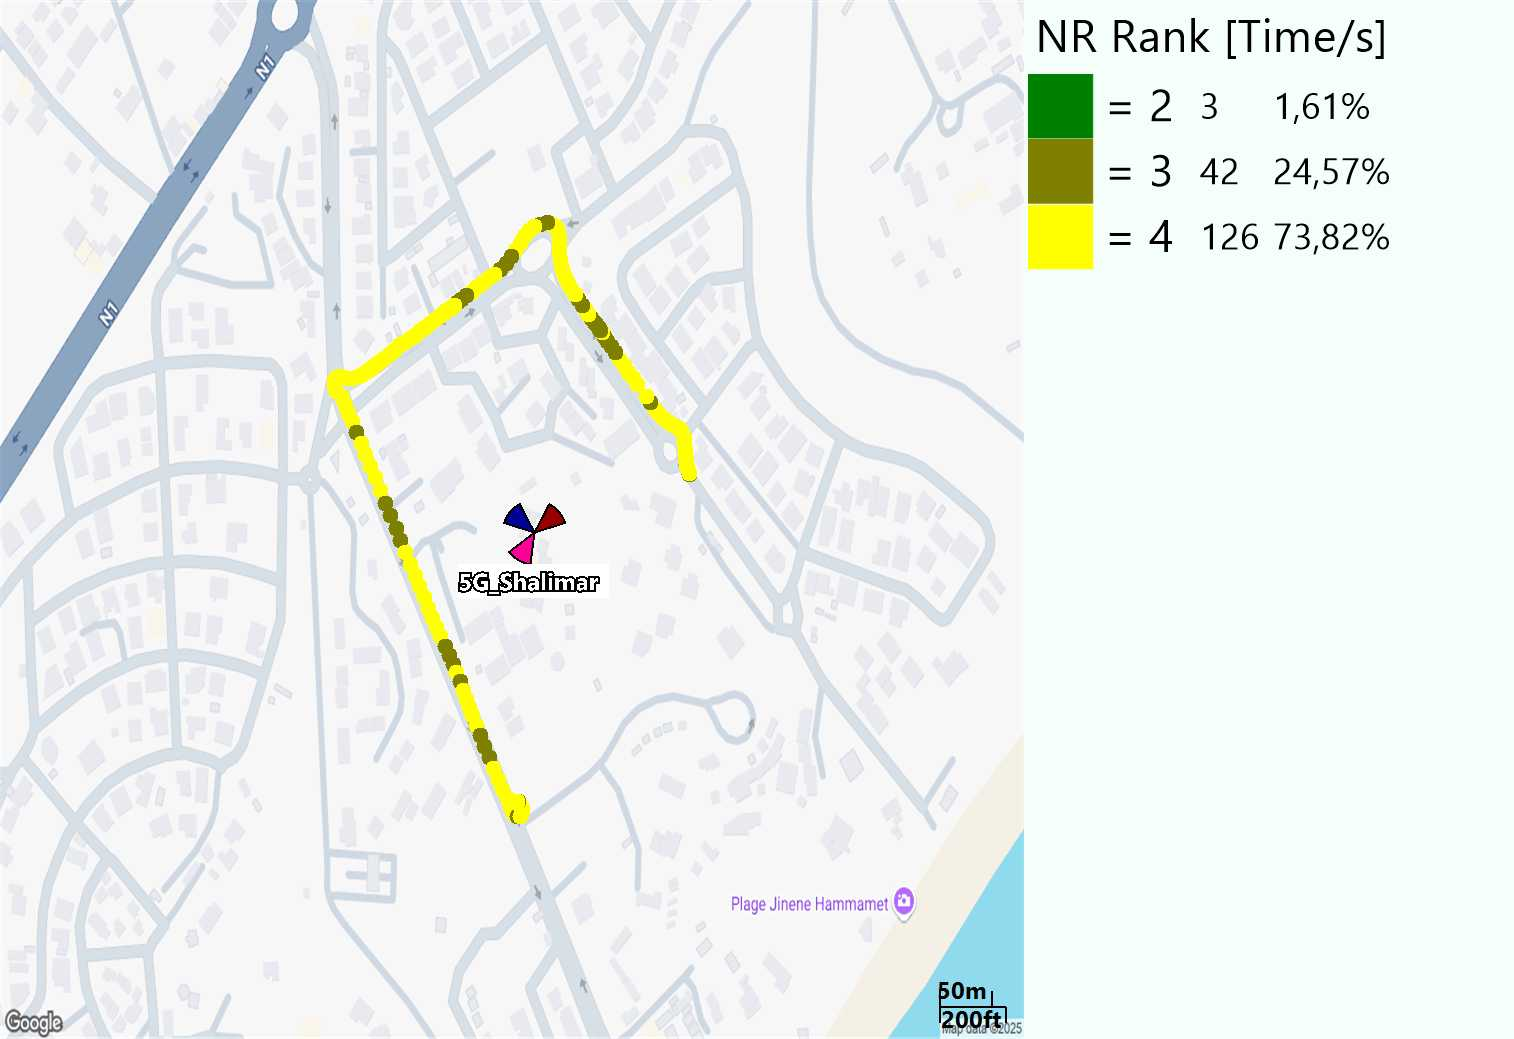 NR Rank [Time/s]
= 2 3 1,61%
= 3 42 24,57%
= 4 126 73,82%
N1
N1
5G_Shalimar
Plage Jinene Hammamet
50m
200ft
Google
Map data ©2025